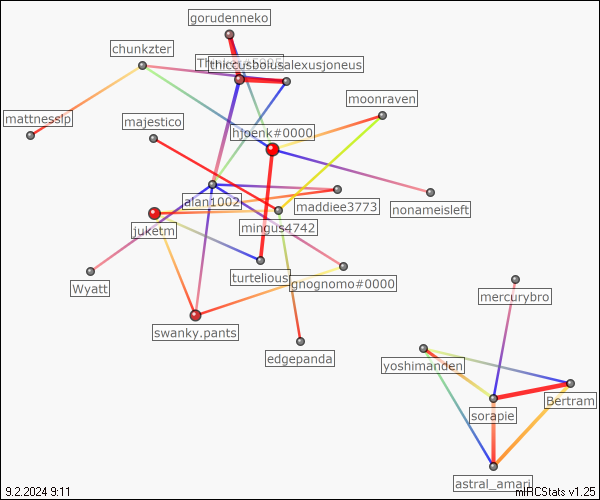 gorudenneko
chunkzter
thiccusboiusalexusjoneus
moonraven
mattnesslp
majestico
hjoenk#0000
maddiee3773
alan1002
nonameisleft
mingus4742
juketm
Wyatt
turtelious
gnognomo#0000
mercurybro
swanky.pants
edgepanda
yoshimanden
Bertram
sorapie
astral_amari
9.2.2024 9:11
mIRCStats v1.25